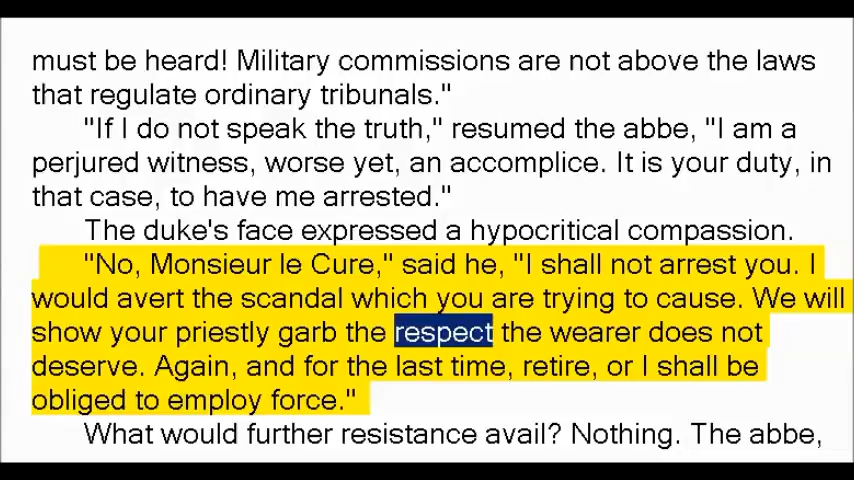 must be heard! Military commissions are not above the laws
that regulate ordinary tribunals."
"If I do not speak the truth," resumed the abbe, "I am a
perjured witness, worse yet, an accomplice. It is your duty, in
that case, to have me arrested."
The duke's face expressed a hypocritical compassion.
"No, Monsieur le Cure," said he, "I shall not arrest you. I
would avert the scandal which you are trying to cause. We will
show your priestly garb the respect the wearer does not
deserve. Again, and for the last time, retire, or I shall be
obliged to employ force."
What would further resistance avail? Nothing. The abbe,